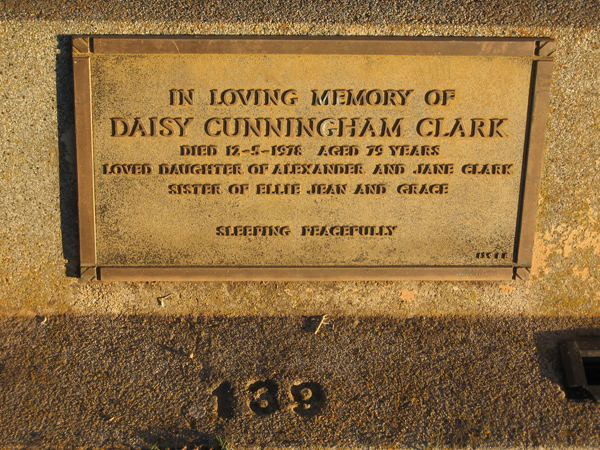 IN LOVING MEMORY OF
DAISY CUNNINGHAM CLARK
DIED 12-5-1978 AGED 79 YEARS
LOVED DAUGHTER OF ALEXANDER AND JANE CLARK
SISTER OF ELLIE JEAN AND GRACE
SLEEPING PEACEFULLY
139